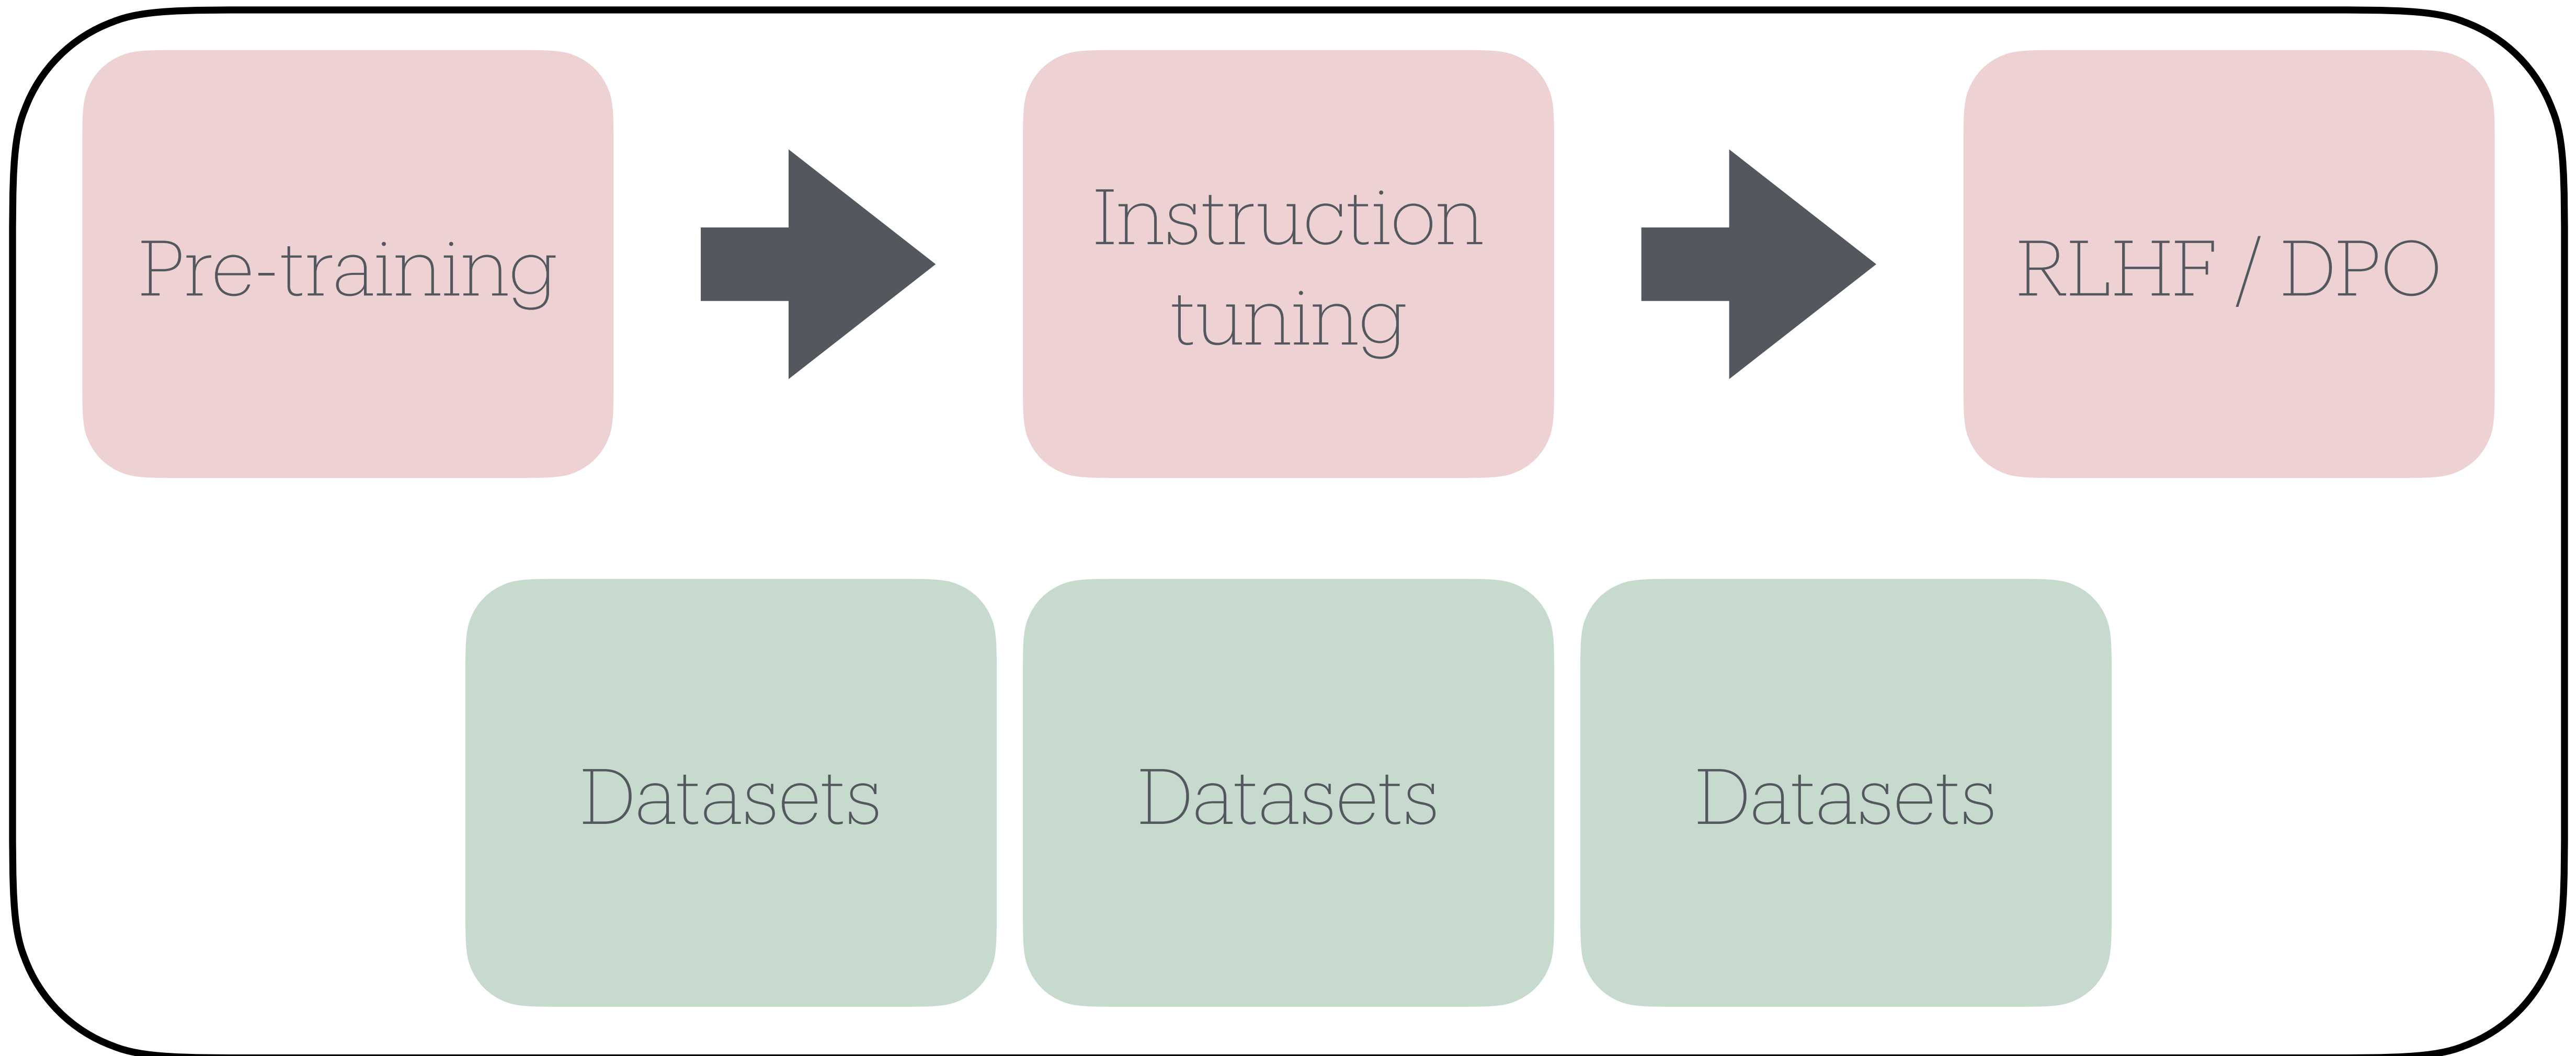 Pre-training
Instruction
tuning
RLHF / DPO
Datasets
Datasets
Datasets